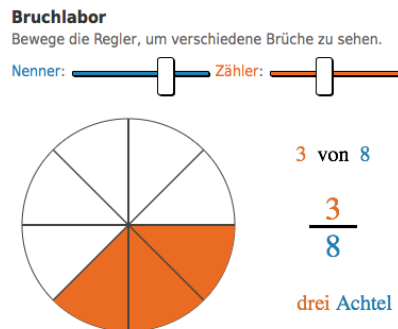 Bruchlabor
Bewege die Regler, um verschiedene Brüche zu sehen.
Nenner: Zähler:
3 von 8
3
8
drei Achtel